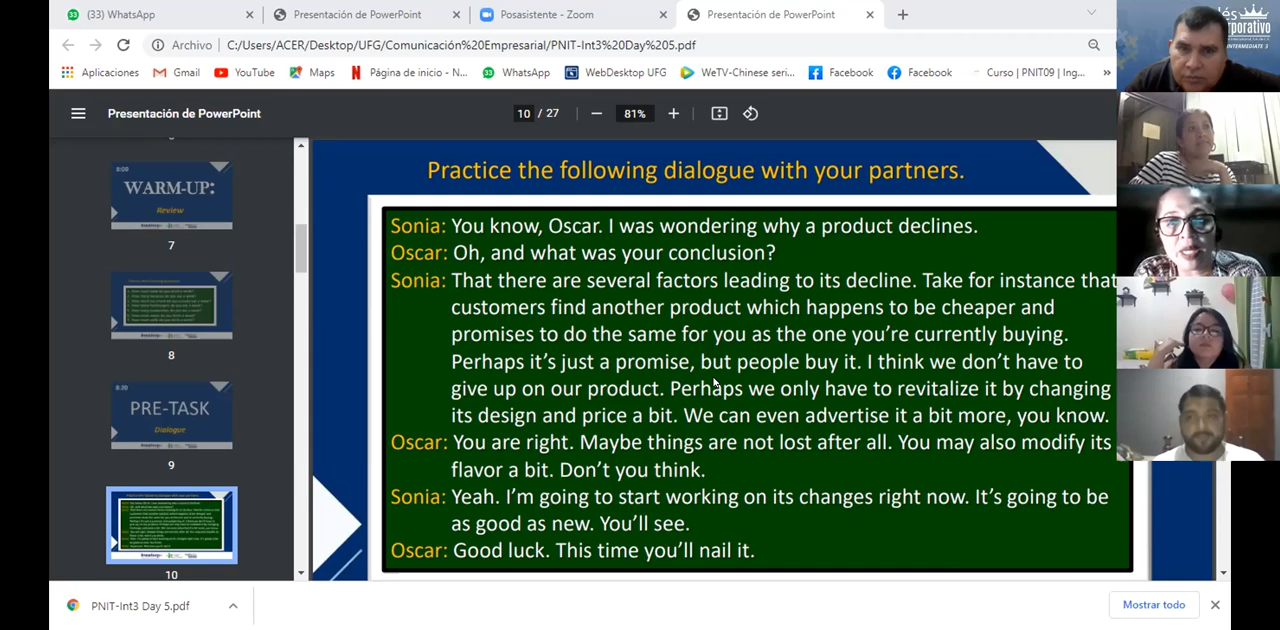 (33) WhatsApp
Presentación de PowerPoint
Posasistente - Zoom
Presentación de PowerPoint
Archivo
C:/Users/ACER/Desktop/UFG/Comunicación%20Empresarial/PNIT-Int3%20Day%205.pdf
Aplicaciones
Gmail
YouTube
Maps
Página de inicio - N...
WhatsApp
WebDesktop UFG
WeTV-Chinese seri...
Facebook
Facebook
Curso | PNIT09 | Ing...
Presentación de PowerPoint
10 / 27
81%
8:00
WARM-UP:
Review
7
8
8:20
PRE-TASK
Dialogue
9
10
Practice the following dialogue with your partners.
Sonia: You know, Oscar. I was wondering why a product declines.
Oscar: Oh, and what was your conclusion?
Sonia: That there are several factors leading to its decline. Take for instance that
customers find another product which happens to be cheaper and
promises to do the same for you as the one you're currently buying.
Perhaps it's just a promise, but people buy it. I think we don't have to
give up on our product. Perhaps we only have to revitalize it by changing
its design and price a bit. We can even advertise it a bit more, you know.
Oscar: You are right. Maybe things are not lost after all. You may also modify its
flavor a bit. Don't you think.
Sonia: Yeah. I'm going to start working on its changes right now. It's going to be
as good as new. You'll see.
Oscar: Good luck. This time you'll nail it.
PNIT-Int3 Day 5.pdf
Mostrar todo
INTERMEDIATE 3